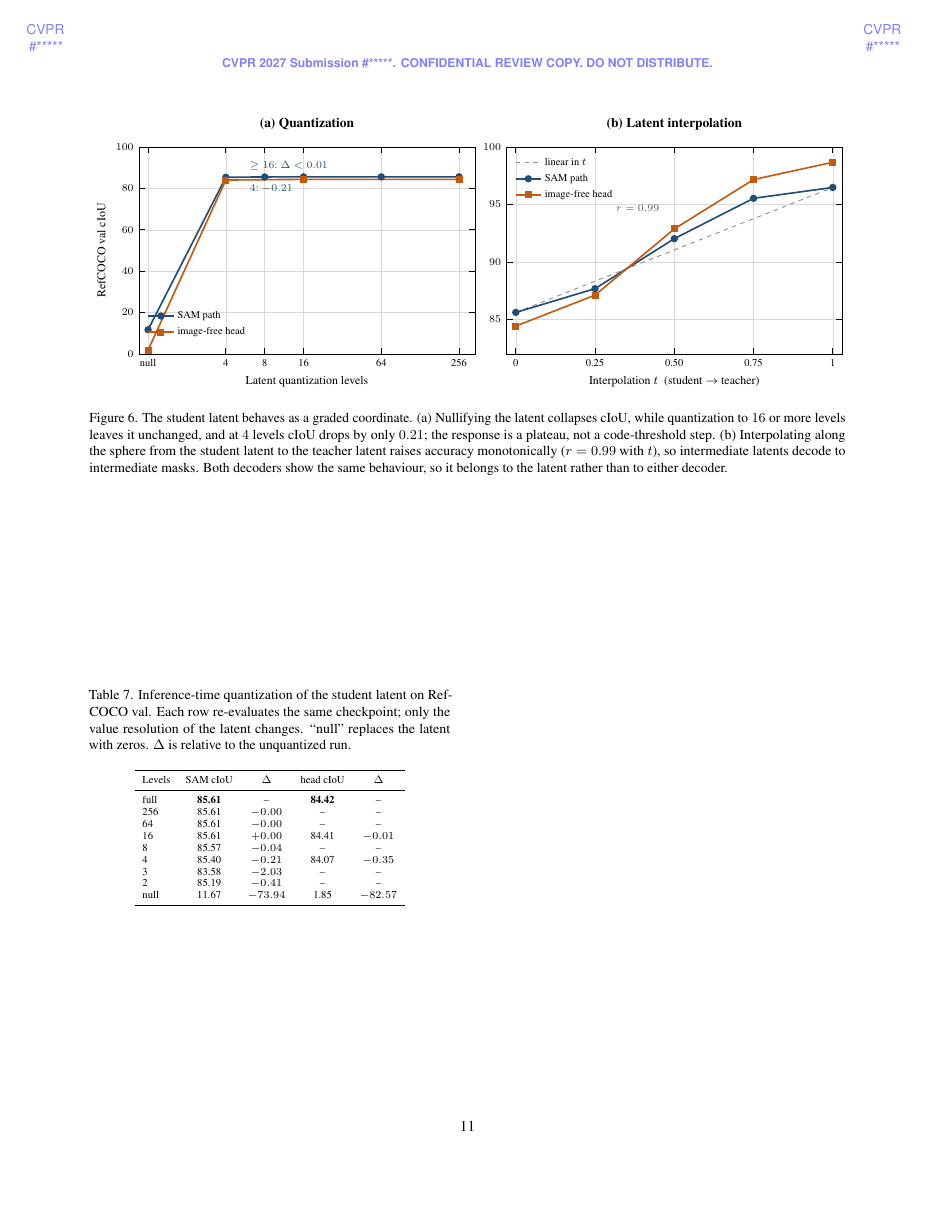 CVPR
#*****
CVPR
#*****
CVPR 2027 Submission #*****. CONFIDENTIAL REVIEW COPY. DO NOT DISTRIBUTE.
(a) Quantization
100
80
60
40
20
0
RefCOCO val cIoU
≥ 16: Δ < 0.01
4: −0.21
SAM path
image-free head
null 4 8 16 64 256
Latent quantization levels
(b) Latent interpolation
100
95
90
85
linear in t
SAM path
image-free head
r = 0.99
0 0.25 0.50 0.75 1
Interpolation t (student → teacher)
Figure 6. The student latent behaves as a graded coordinate. (a) Nullifying the latent collapses cIoU, while quantization to 16 or more levels
leaves it unchanged, and at 4 levels cIoU drops by only 0.21; the response is a plateau, not a code-threshold step. (b) Interpolating along
the sphere from the student latent to the teacher latent raises accuracy monotonically (r = 0.99 with t), so intermediate latents decode to
intermediate masks. Both decoders show the same behaviour, so it belongs to the latent rather than to either decoder.
Table 7. Inference-time quantization of the student latent on Ref-
COCO val. Each row re-evaluates the same checkpoint; only the
value resolution of the latent changes. “null” replaces the latent
with zeros. Δ is relative to the unquantized run.
Levels SAM cIoU Δ head cIoU Δ
full 85.61 – 84.42 –
256 85.61 −0.00 – –
64 85.61 −0.00 – –
16 85.61 +0.00 84.41 −0.01
8 85.57 −0.04 – –
4 85.40 −0.21 84.07 −0.35
3 83.58 −2.03 – –
2 85.19 −0.41 – –
null 11.67 −73.94 1.85 −82.57
11